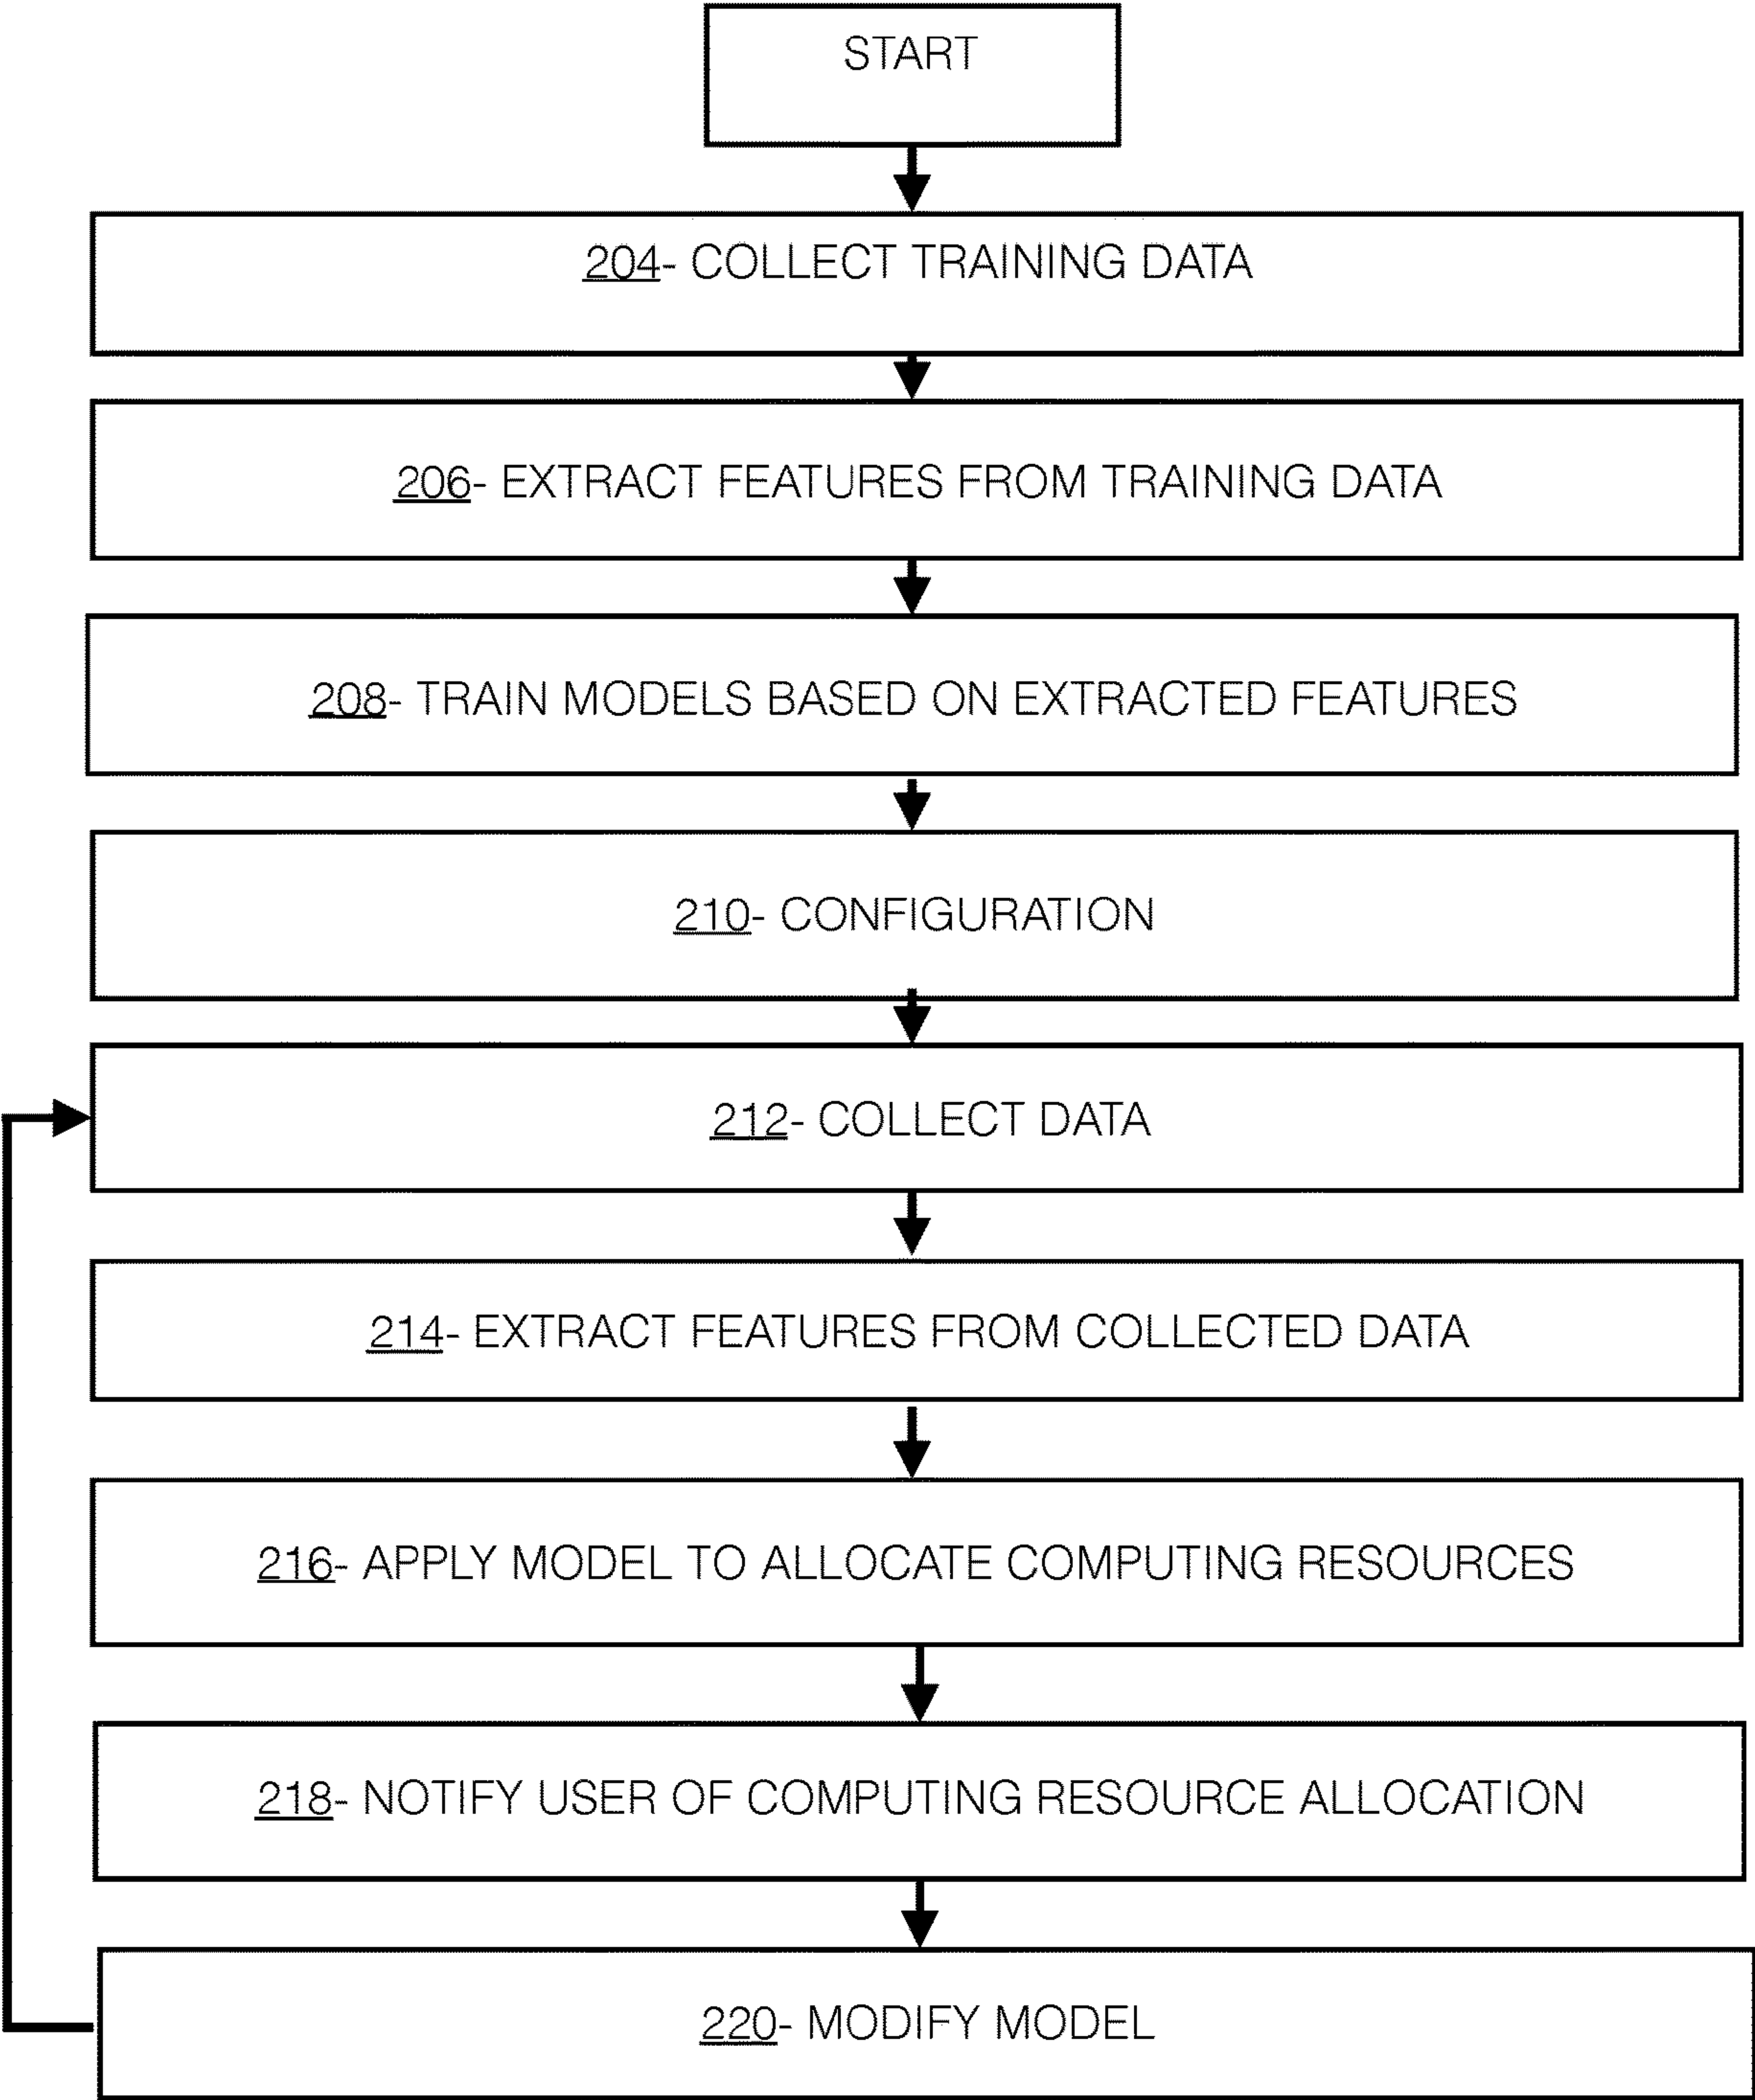 START
204- COLLECT TRAINING DATA
206- EXTRACT FEATURES FROM TRAINING DATA
208- TRAIN MODELS BASED ON EXTRACTED FEATURES
210- CONFIGURATION
212- COLLECT DATA
214- EXTRACT FEATURES FROM COLLECTED DATA
216- APPLY MODEL TO ALLOCATE COMPUTING RESOURCES
218- NOTIFY USER OF COMPUTING RESOURCE ALLOCATION
220- MODIFY MODEL